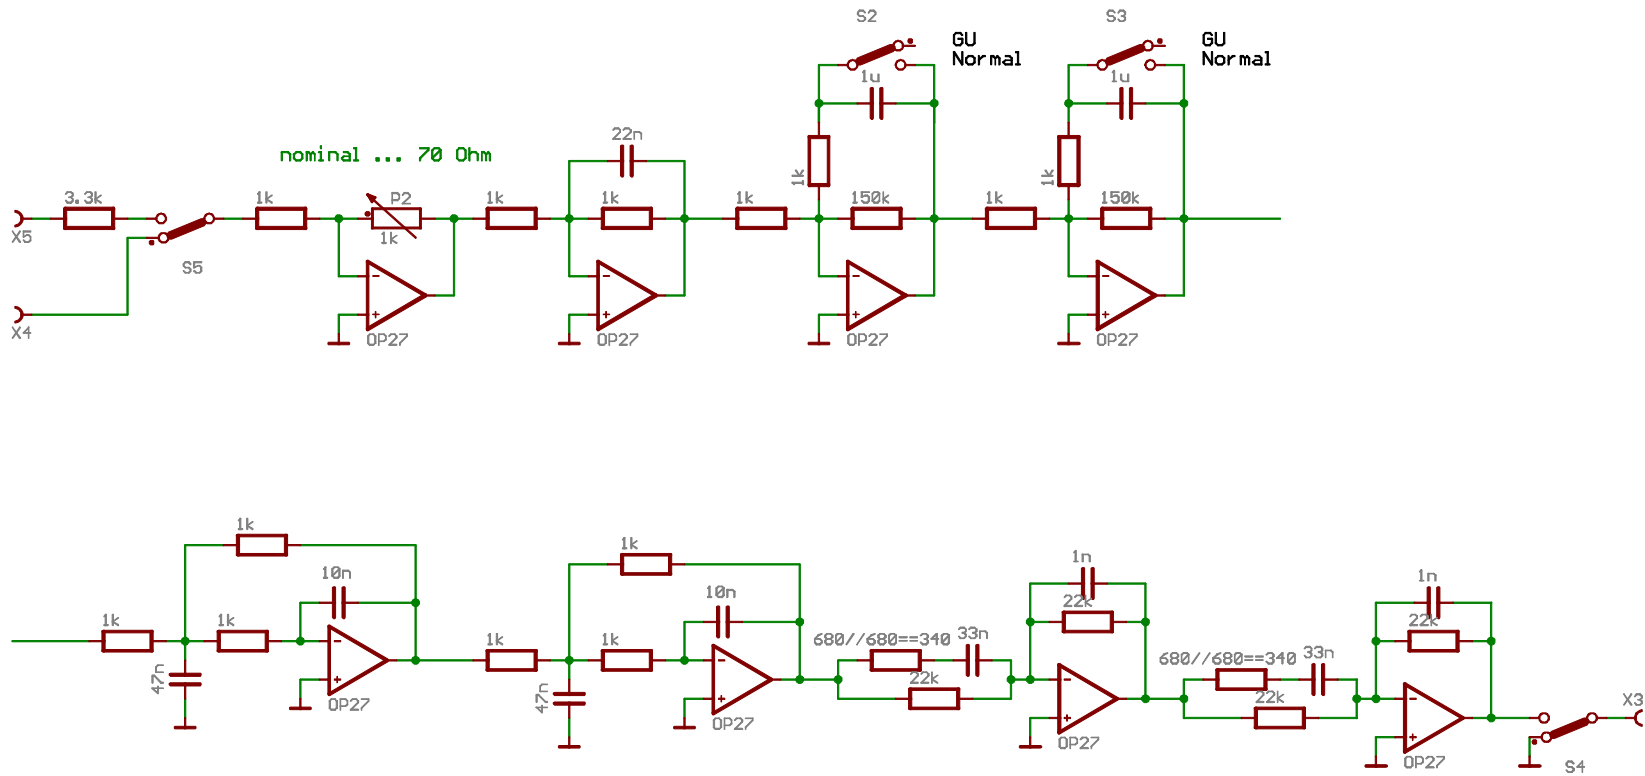 S2
S3
GU
Normal
GU
Normal
1u
1u
22n
nominal ... 70 Ohm
1k
1k
3.3k
1k
P2
1k
1k
1k
1k
150k
1k
150k
X5
S5
X4
OP27
OP27
OP27
OP27
1k
10n
1k
1k
47n
OP27
1k
10n
1k
1k
47n
OP27
680//680==340
33n
22k
1n
22k
OP27
680//680==340
33n
22k
1n
22k
OP27
X3
S4